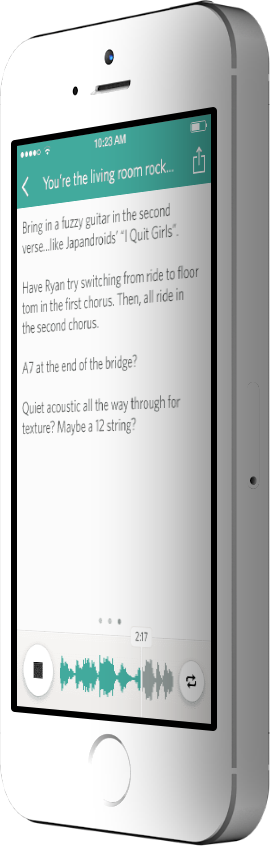 10:23 AM
You're the living room rock...
Bring in a fuzzy guitar in the second
verse...like Japandroids' "I Quit Girls".
Have Ryan try switching from ride to floor
tom in the first chorus. Then, all ride in
the second chorus.
A7 at the end of the bridge?
Quiet acoustic all the way through for
texture? Maybe a 12 string?
2:17